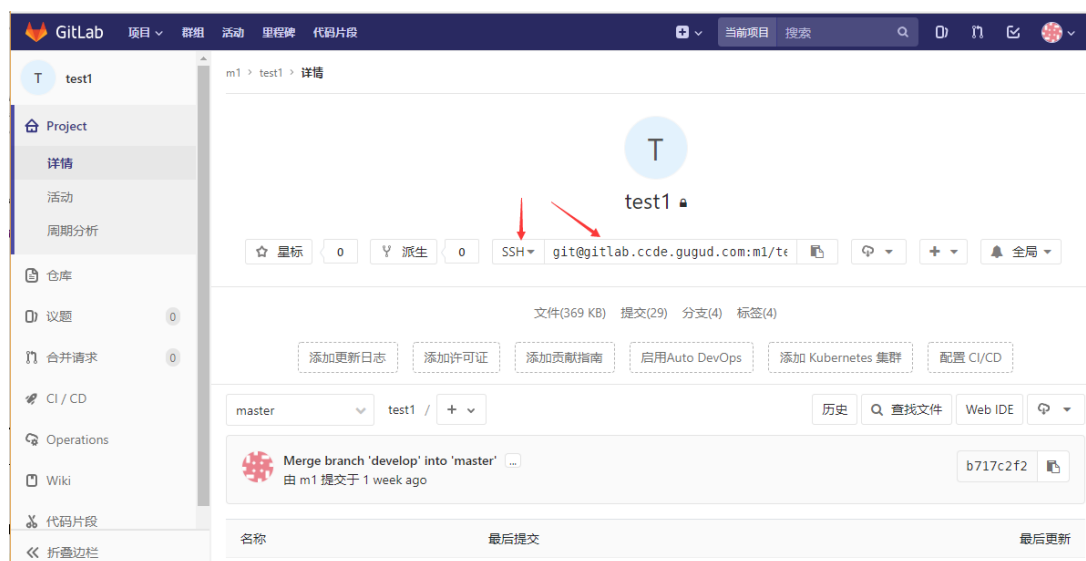 GitLab 项目 群组 活动 里程碑 代码片段 当前项目 搜索
T test1
m1 > test1 > 详情
Project
详情
活动
周期分析
仓库
议题 0
合并请求 0
CI / CD
Operations
Wiki
代码片段
折叠边栏
T
test1
星标 0 派生 0 SSH git@gitlab.ccde.gugud.com:m1/te 全局
文件(369 KB) 提交(29) 分支(4) 标签(4)
添加更新日志 添加许可证 添加贡献指南 启用Auto DevOps 添加 Kubernetes 集群 配置 CI/CD
master test1 / + 历史 查找文件 Web IDE
Merge branch 'develop' into 'master' ...
由 m1 提交于 1 week ago
b717c2f2
名称 最后提交 最后更新